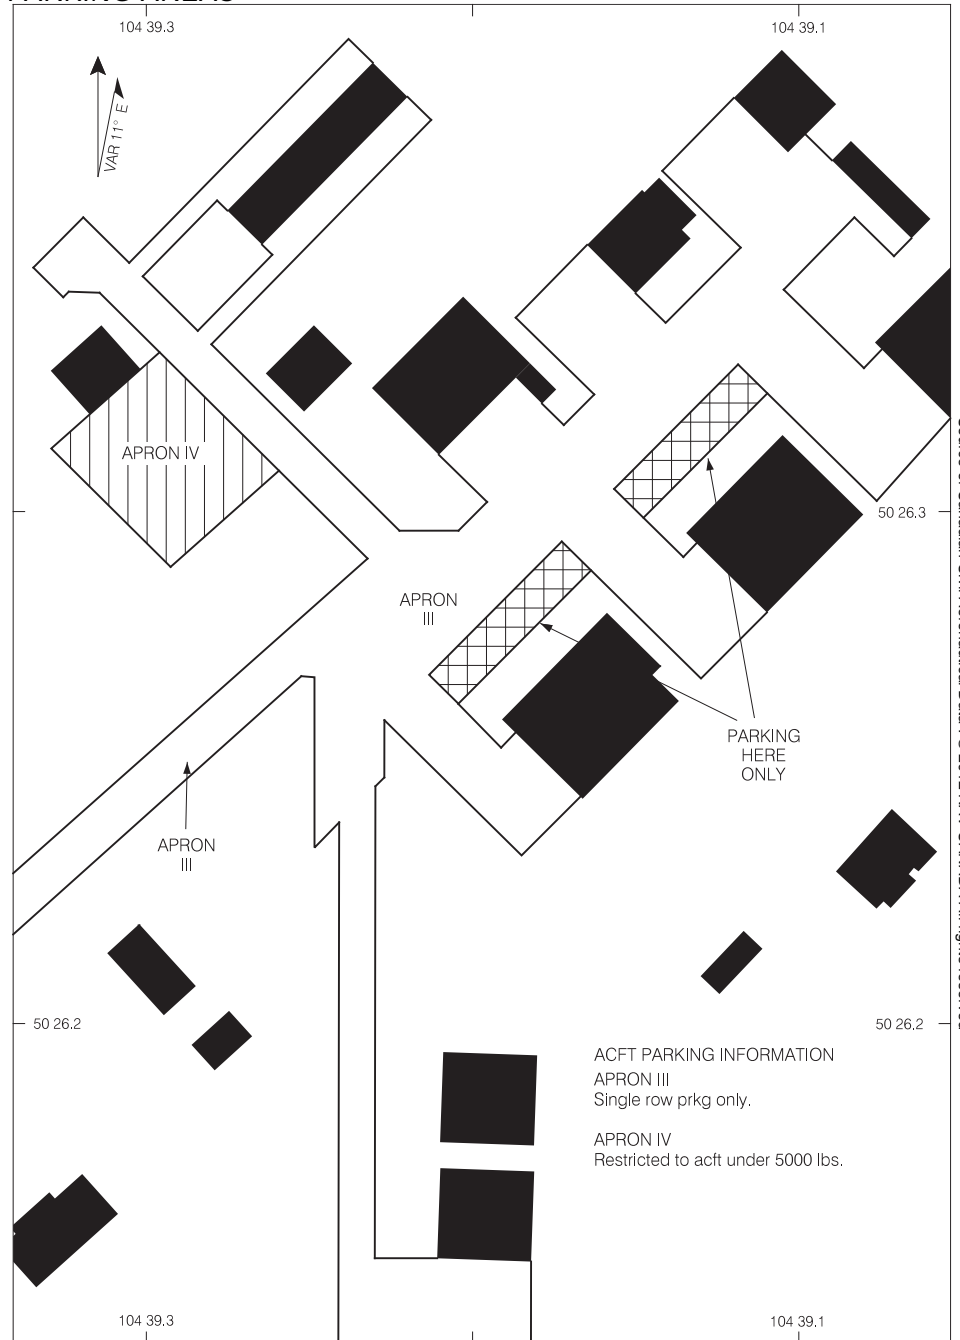 104 39.3
104 39.1
VAR 11° E
APRON IV
50 26.3
APRON
III
PARKING
HERE
ONLY
APRON
III
50 26.2
50 26.2
ACFT PARKING INFORMATION
APRON III
Single row prkg only.
APRON IV
Restricted to acft under 5000 lbs.
104 39.3
104 39.1